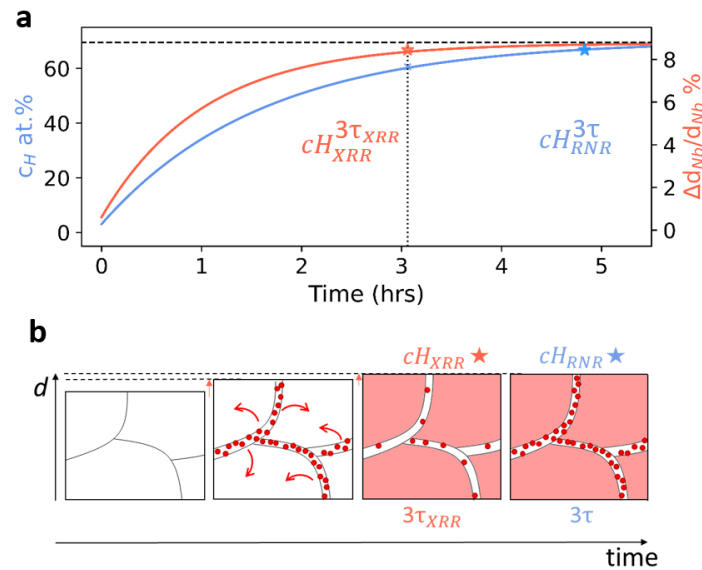 a
60
40
20
0
c_H at.%
8
6
4
2
0
Δd_Nb/d_Nb %
cH_XRR^3τ_XRR
cH_RNR^3τ
0 1 2 3 4 5
Time (hrs)
b
cH_XRR ★
cH_RNR ★
d
3τ_XRR
3τ
time